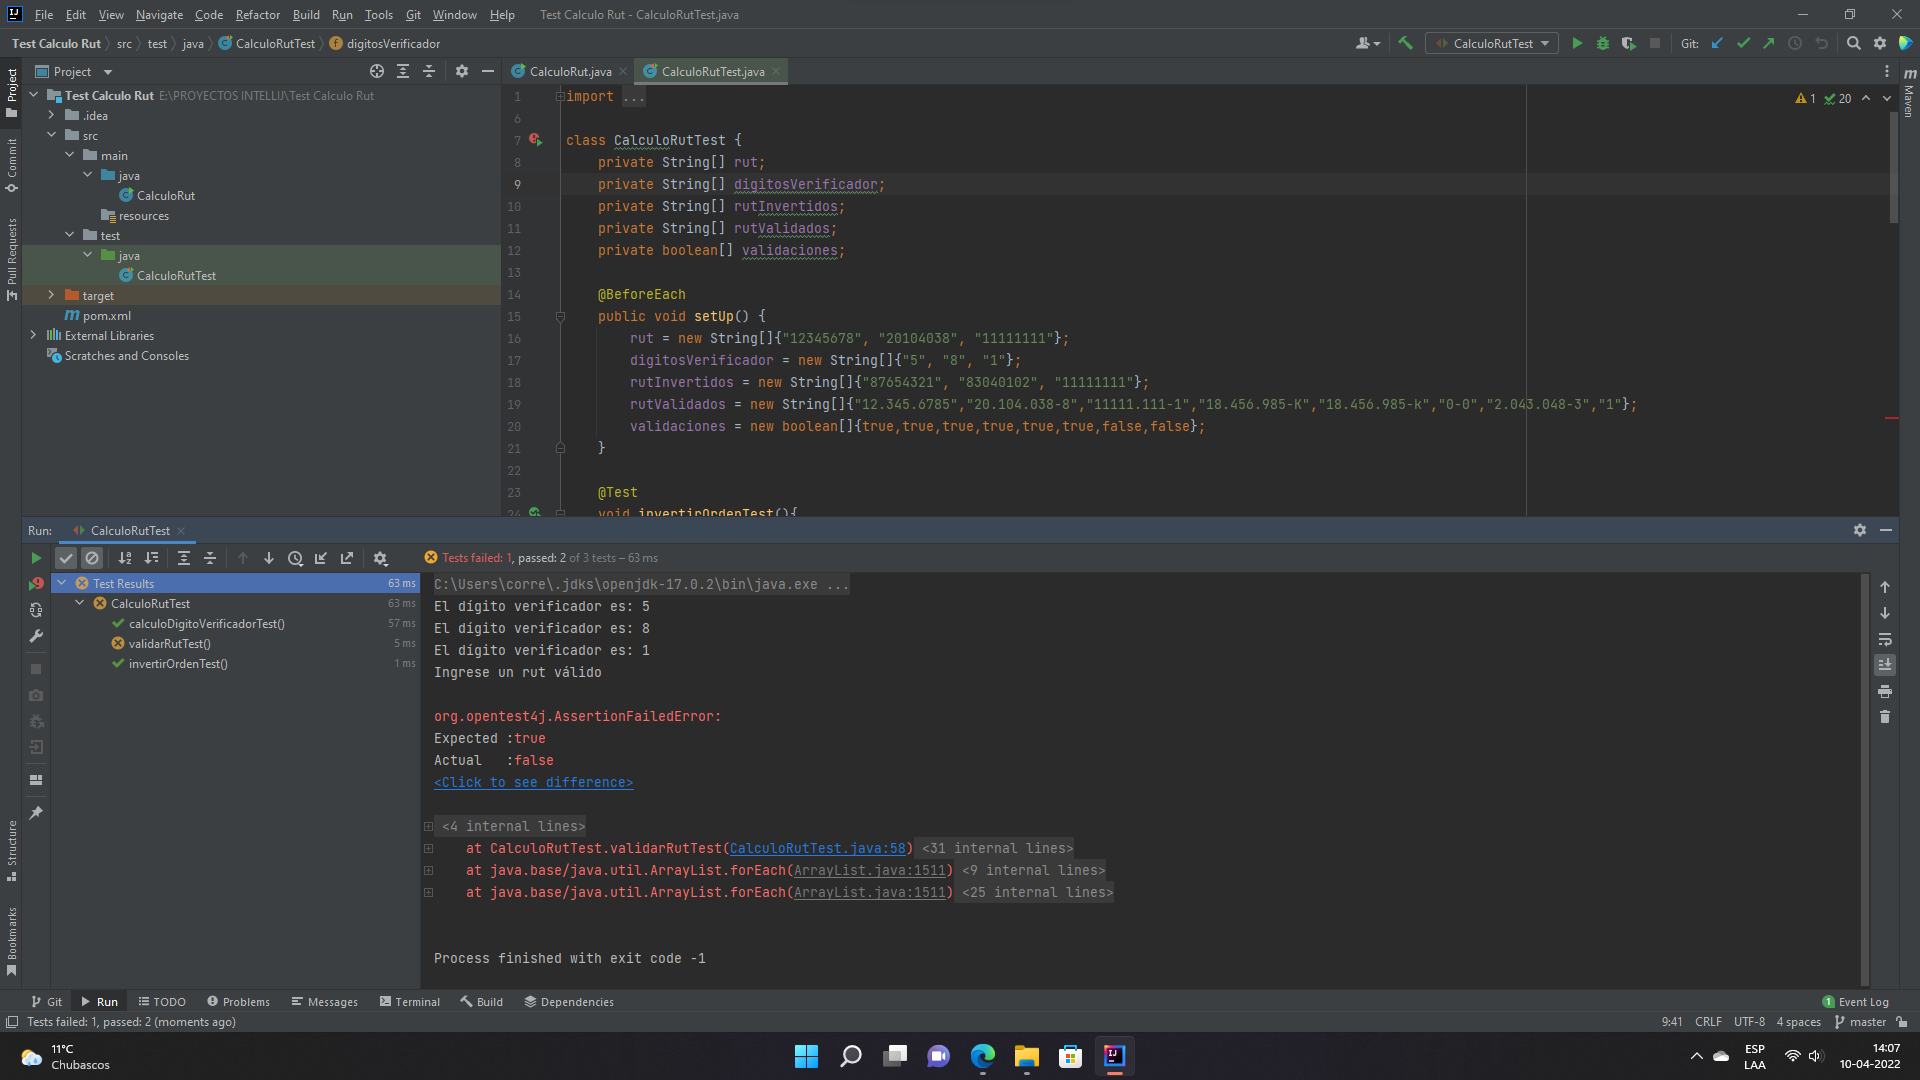 File Edit View Navigate Code Refactor Build Run Tools Git Window Help Test Calculo Rut - CalculoRutTest.java
Test Calculo Rut src test java CalculoRutTest digitosVerificador CalculoRutTest Git:
Project CalculoRut.java CalculoRutTest.java
Test Calculo Rut E:\PROYECTOS INTELLIJ\Test Calculo Rut
.idea
src
main
java
CalculoRut
resources
test
java
CalculoRutTest
target
pom.xml
External Libraries
Scratches and Consoles
Project
Commit
Pull Requests
Structure
Bookmarks
Maven
1 20
1 import ...
6
7 class CalculoRutTest {
8 private String[] rut;
9 private String[] digitosVerificador;
10 private String[] rutInvertidos;
11 private String[] rutValidados;
12 private boolean[] validaciones;
13
14 @BeforeEach
15 public void setUp() {
16 rut = new String[]{"12345678", "20104038", "11111111"};
17 digitosVerificador = new String[]{"5", "8", "1"};
18 rutInvertidos = new String[]{"87654321", "83040102", "11111111"};
19 rutValidados = new String[]{"12.345.6785","20.104.038-8","11111.111-1","18.456.985-K","18.456.985-k","0-0","2.043.048-3","1"};
20 validaciones = new boolean[]{true,true,true,true,true,true,false,false};
21 }
22
23 @Test
24 void invertirOrdenTest(){
Run: CalculoRutTest
Tests failed: 1, passed: 2 of 3 tests – 63 ms
Test Results 63 ms
CalculoRutTest 63 ms
calculoDigitoVerificadorTest() 57 ms
validarRutTest() 5 ms
invertirOrdenTest() 1 ms
C:\Users\corre\.jdks\openjdk-17.0.2\bin\java.exe ...
El dígito verificador es: 5
El dígito verificador es: 8
El dígito verificador es: 1
Ingrese un rut válido
org.opentest4j.AssertionFailedError:
Expected :true
Actual :false
<Click to see difference>
<4 internal lines>
at CalculoRutTest.validarRutTest(CalculoRutTest.java:58) <31 internal lines>
at java.base/java.util.ArrayList.forEach(ArrayList.java:1511) <9 internal lines>
at java.base/java.util.ArrayList.forEach(ArrayList.java:1511) <25 internal lines>
Process finished with exit code -1
Git Run TODO Problems Messages Terminal Build Dependencies 1 Event Log
Tests failed: 1, passed: 2 (moments ago) 9:41 CRLF UTF-8 4 spaces master
11°C
Chubascos
ESP
LAA
14:07
10-04-2022